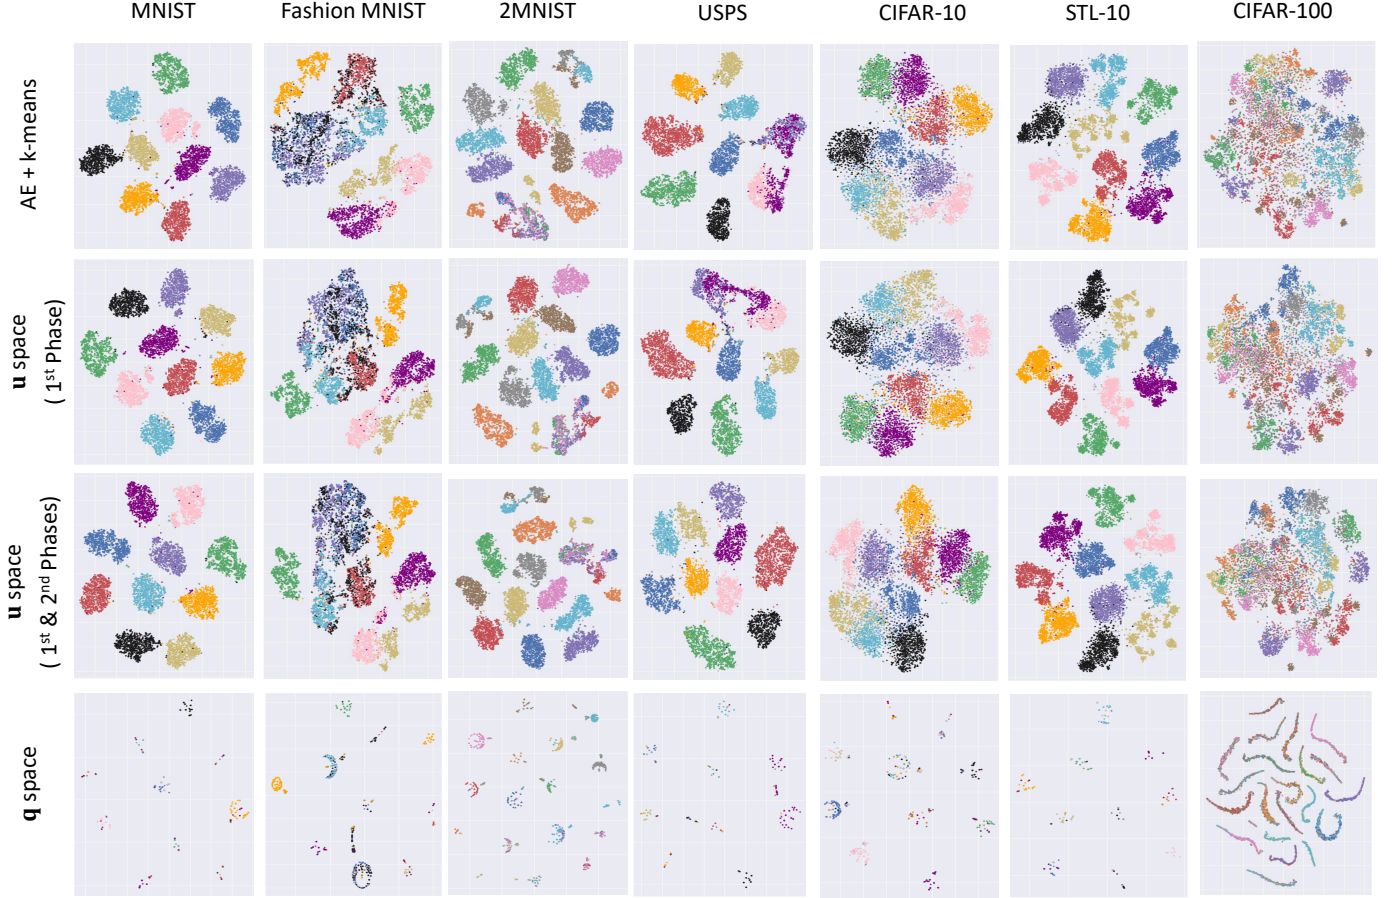 MNIST Fashion MNIST 2MNIST USPS CIFAR-10 STL-10 CIFAR-100
AE + k-means
u space
( 1st Phase)
u space
( 1st & 2nd Phases)
q space